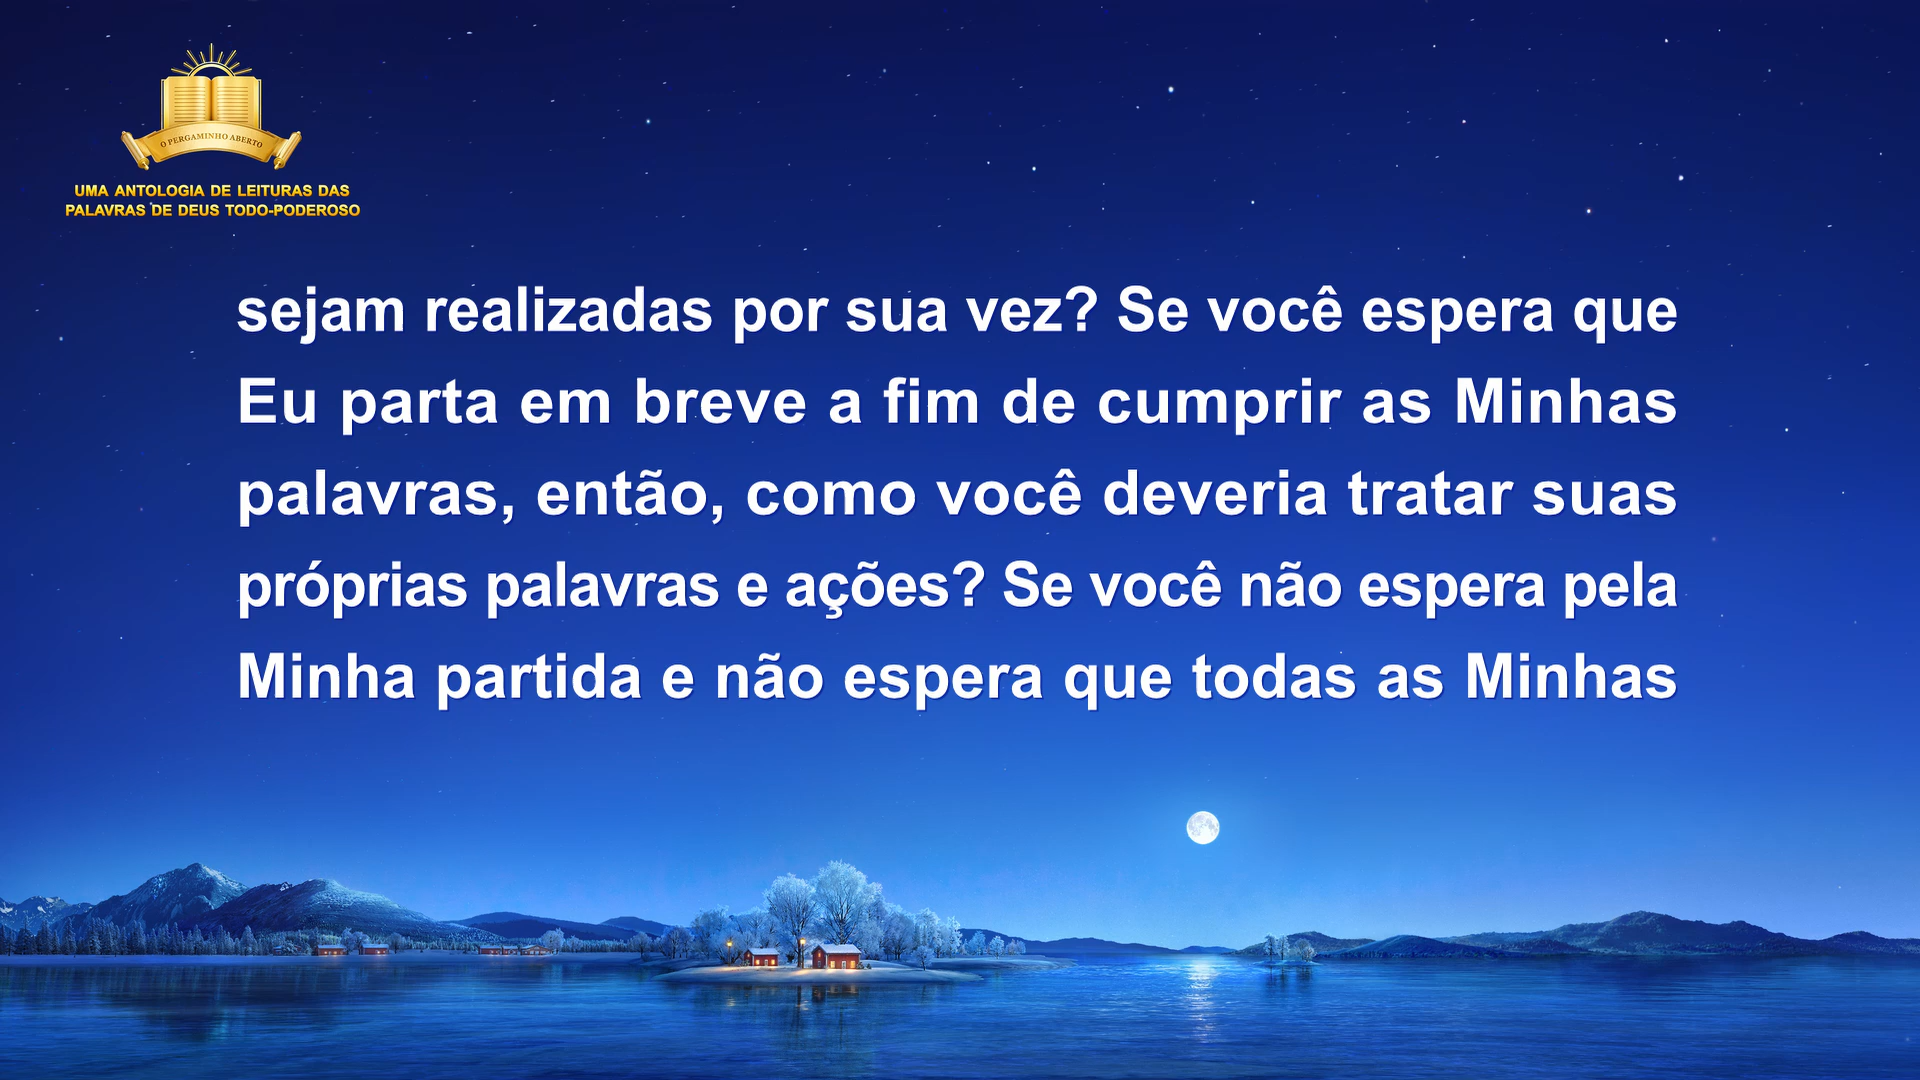 O PERGAMINHO ABERTO
UMA ANTOLOGIA DE LEITURAS DAS
PALAVRAS DE DEUS TODO-PODEROSO
sejam realizadas por sua vez? Se você espera que
Eu parta em breve a fim de cumprir as Minhas
palavras, então, como você deveria tratar suas
próprias palavras e ações? Se você não espera pela
Minha partida e não espera que todas as Minhas